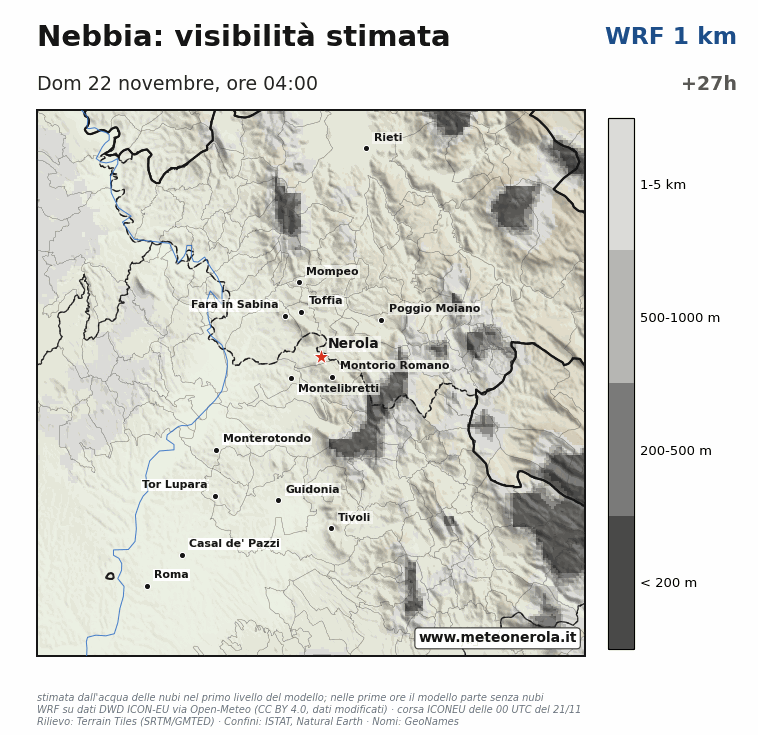 Nebbia: visibilità stimata
WRF 1 km
Dom 22 novembre, ore 04:00
+27h
Rieti
Mompeo
Toffia
Fara in Sabina
Poggio Moiano
Nerola
Montorio Romano
Montelibretti
Monterotondo
Tor Lupara
Guidonia
Tivoli
Casal de' Pazzi
Roma
www.meteonerola.it
1-5 km
500-1000 m
200-500 m
< 200 m
stimata dall'acqua delle nubi nel primo livello del modello; nelle prime ore il modello parte senza nubi
WRF su dati DWD ICON-EU via Open-Meteo (CC BY 4.0, dati modificati) · corsa ICONEU delle 00 UTC del 21/11
Rilievo: Terrain Tiles (SRTM/GMTED) · Confini: ISTAT, Natural Earth · Nomi: GeoNames